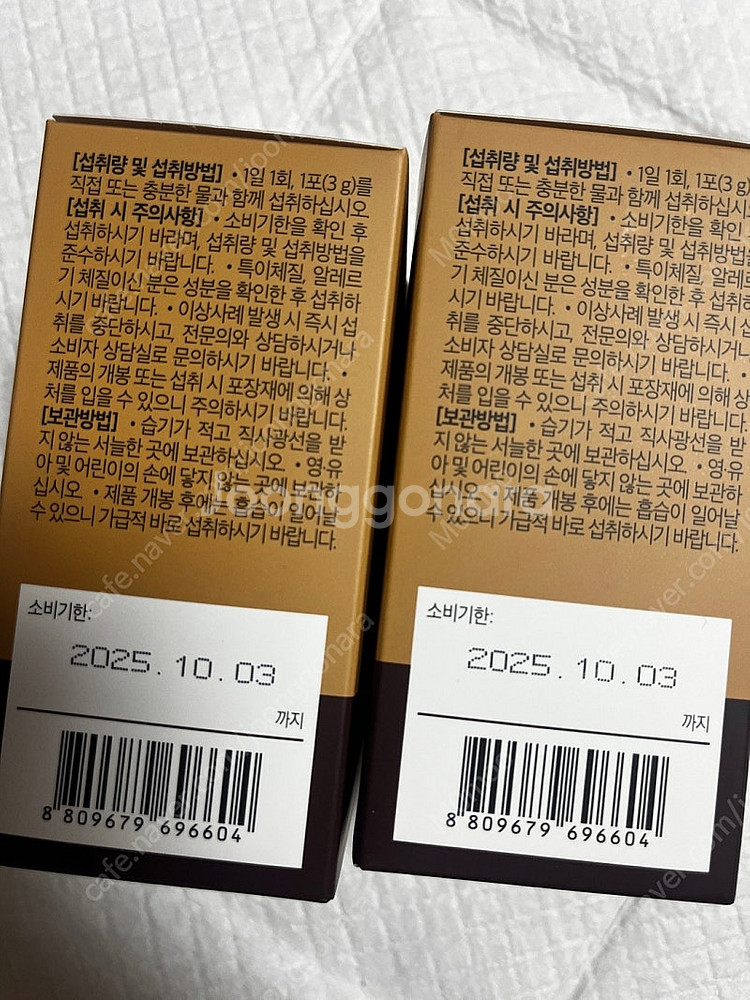 [섭취량 및 섭취방법] • 1일 1회, 1포(3 g)를
직접 또는 충분한 물과 함께 섭취하십시오
[섭취 시 주의사항] • 소비기한을 확인 후
섭취하시기 바라며, 섭취량 및 섭취방법을
준수하시기 바랍니다. • 특이체질, 알레르
기 체질이신 분은 성분을 확인한 후 섭취하
시기 바랍니다. • 이상사례 발생 시 즉시 섭
취를 중단하시고, 전문의와 상담하시거나
소비자 상담실로 문의하시기 바랍니다. •
제품의 개봉 또는 섭취 시 포장재에 의해 상
처를 입을 수 있으니 주의하시기 바랍니다.
[보관방법] • 습기가 적고 직사광선을 받
지 않는 서늘한 곳에 보관하십시오 • 영·유
아 및 어린이의 손에 닿지 않는 곳에 보관하
십시오 • 제품 개봉 후에는 흡습이 일어날
수 있으니 가급적 바로 섭취하시기 바랍니다.
소비기한:
2025.10.03
까지
8 809679 696604
[섭취량 및 섭취방법] • 1일 1회, 1포(3 g)
직접 또는 충분한 물과 함께 섭취하십시
[섭취 시 주의사항] • 소비기한을 확인
섭취하시기 바라며, 섭취량 및 섭취방법을
준수하시기 바랍니다. • 특이체질, 알레
기 체질이신 분은 성분을 확인한 후 섭취
시기 바랍니다. • 이상사례 발생 시 즉시
취를 중단하시고, 전문의와 상담하시거나
소비자 상담실로 문의하시기 바랍니다. •
제품의 개봉 또는 섭취 시 포장재에 의해 상
처를 입을 수 있으니 주의하시기 바랍니다.
[보관방법] • 습기가 적고 직사광선을 받
지 않는 서늘한 곳에 보관하십시오 • 영·유
아 및 어린이의 손에 닿지 않는 곳에 보관하
십시오 • 제품 개봉 후에는 흡습이 일어날
수 있으니 가급적 바로 섭취하시기 바랍니다.
소비기한:
2025.10.03
까지
8 809679 696604
Joonggonara